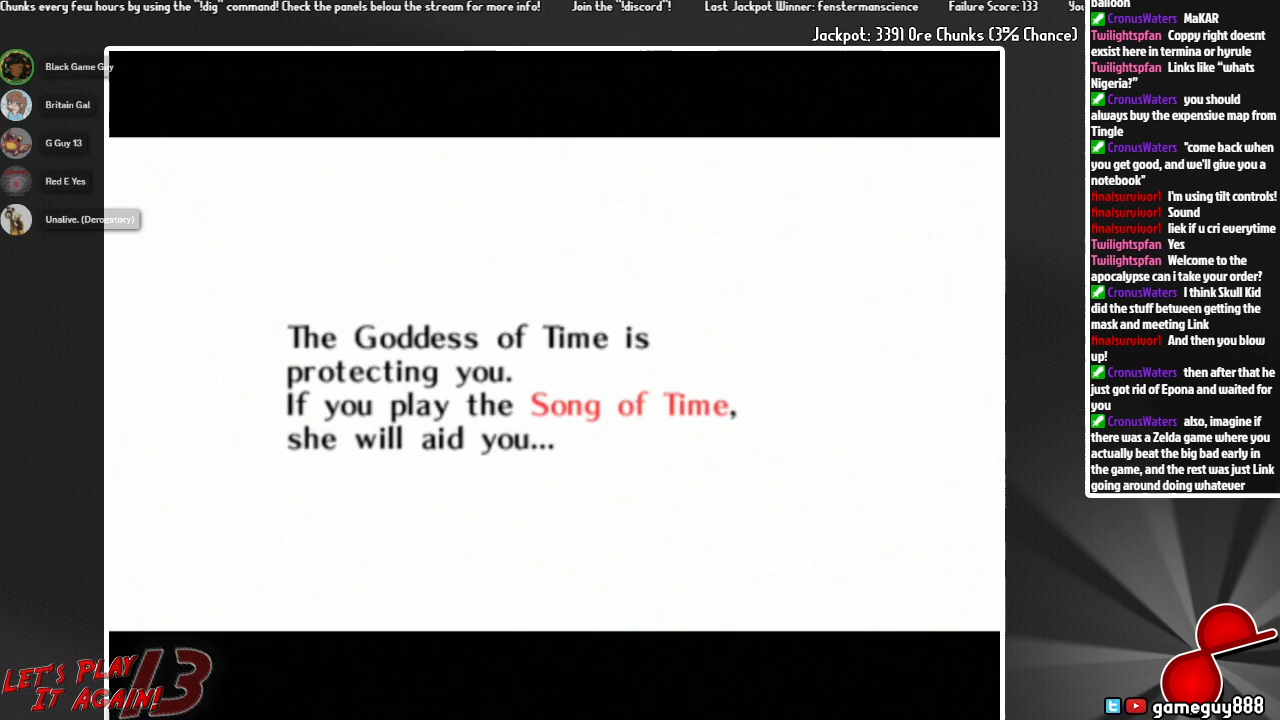 Chunks every few hours by using the "!dig" command! Check the panels below the stream for more info!
Join the "!discord"!
Last Jackpot Winner: fenstermanscience
Failure Score: 133
Jackpot: 3391 Ore Chunks (3% Chance)
Black Game Guy
Britain Gal
G Guy 13
Red E Yes
Unalive. (Derogatory)
The Goddess of Time is
protecting you.
If you play the Song of Time,
she will aid you...
balloon
CronusWaters MaKAR
Twilightspfan Coppy right doesnt
exsist here in termina or hyrule
Twilightspfan Links like “whats
Nigeria?”
CronusWaters you should
always buy the expensive map from
Tingle
CronusWaters "come back when
you get good, and we'll give you a
notebook"
finalsurvivor1 I'm using tilt controls!
finalsurvivor1 Sound
finalsurvivor1 liek if u cri everytime
Twilightspfan Yes
Twilightspfan Welcome to the
apocalypse can i take your order?
CronusWaters I think Skull Kid
did the stuff between getting the
mask and meeting Link
finalsurvivor1 And then you blow
up!
CronusWaters then after that he
just got rid of Epona and waited for
you
CronusWaters also, imagine if
there was a Zelda game where you
actually beat the big bad early in
the game, and the rest was just Link
going around doing whatever
LET'S PLAY
IT AGAIN! 13
gameguy888